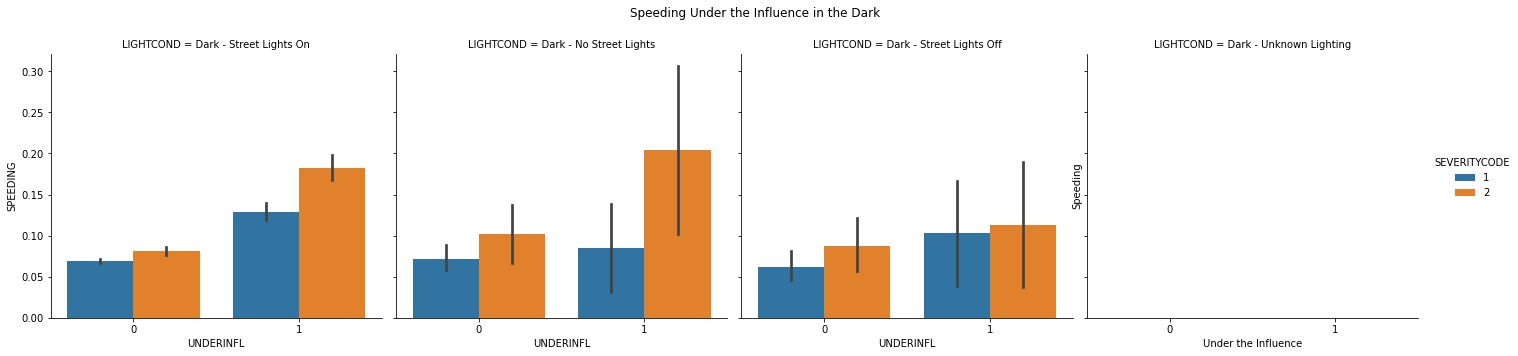 Speeding Under the Influence in the Dark
LIGHTCOND = Dark - Street Lights On
LIGHTCOND = Dark - No Street Lights
LIGHTCOND = Dark - Street Lights Off
LIGHTCOND = Dark - Unknown Lighting
0.30
0.25
0.20
0.15
0.10
0.05
0.00
SPEEDING
Speeding
SEVERITYCODE
1
2
0 1
0 1
0 1
0 1
UNDERINFL
UNDERINFL
UNDERINFL
Under the Influence